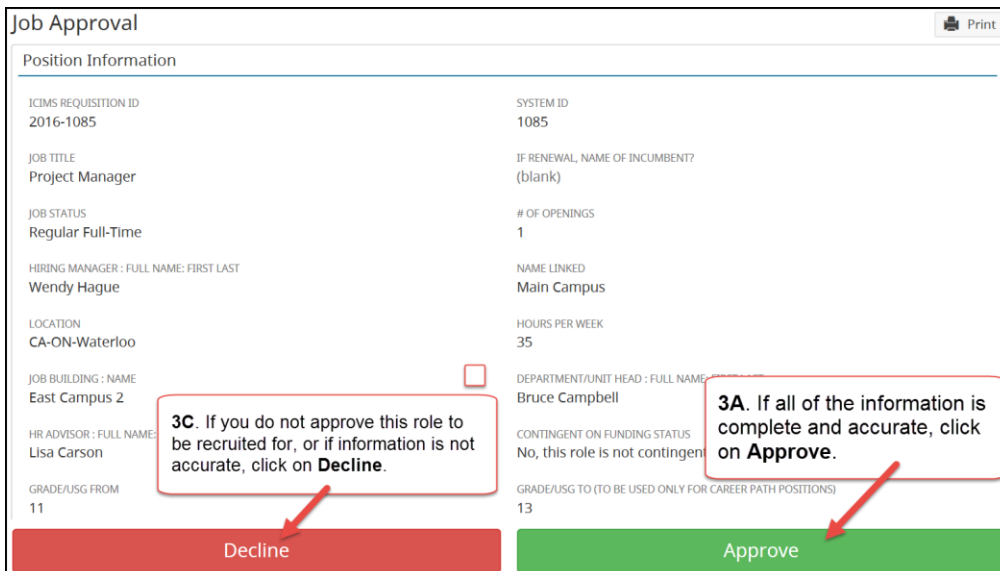 Job Approval
Print
Position Information
ICIMS REQUISITION ID
2016-1085
SYSTEM ID
1085
JOB TITLE
Project Manager
IF RENEWAL, NAME OF INCUMBENT?
(blank)
JOB STATUS
Regular Full-Time
# OF OPENINGS
1
HIRING MANAGER : FULL NAME: FIRST LAST
Wendy Hague
NAME LINKED
Main Campus
LOCATION
CA-ON-Waterloo
HOURS PER WEEK
35
JOB BUILDING : NAME
East Campus 2
DEPARTMENT/UNIT HEAD : FULL NAME: FIRST LAST
Bruce Campbell
HR ADVISOR : FULL NAME:
Lisa Carson
CONTINGENT ON FUNDING STATUS
No, this role is not contingent
GRADE/USG FROM
11
GRADE/USG TO (TO BE USED ONLY FOR CAREER PATH POSITIONS)
13
3C. If you do not approve this role to
be recruited for, or if information is not
accurate, click on Decline.
3A. If all of the information is
complete and accurate, click
on Approve.
Decline
Approve